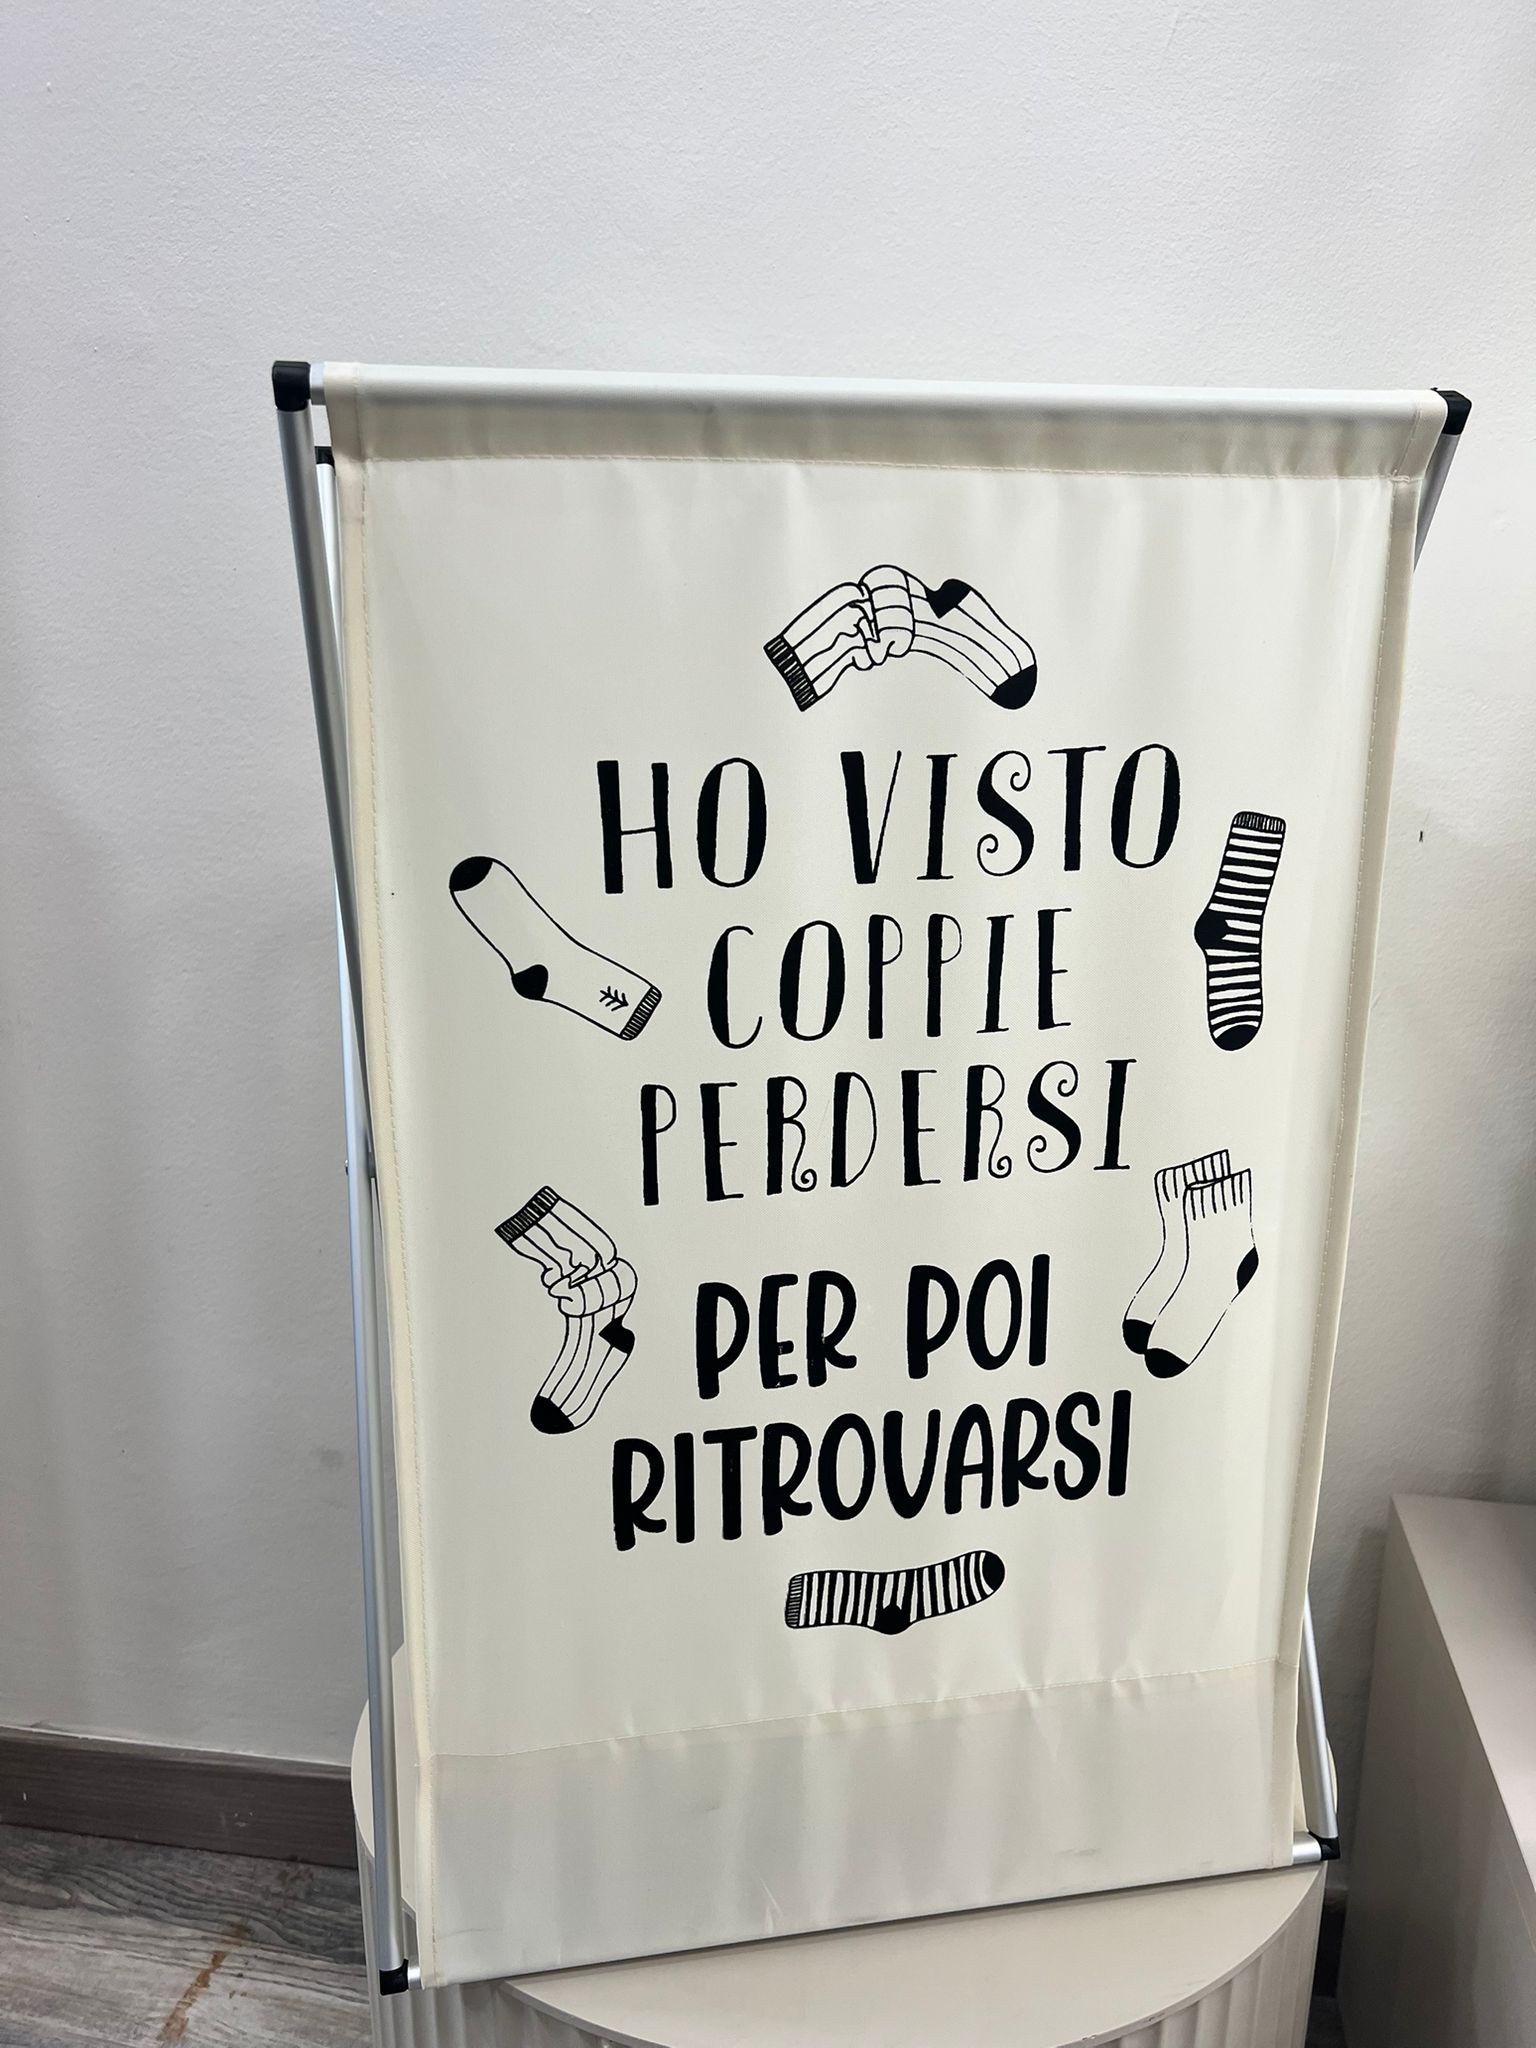 HO VISTO
COPPIE
PERDERSI
PER POI
RITROVARSI